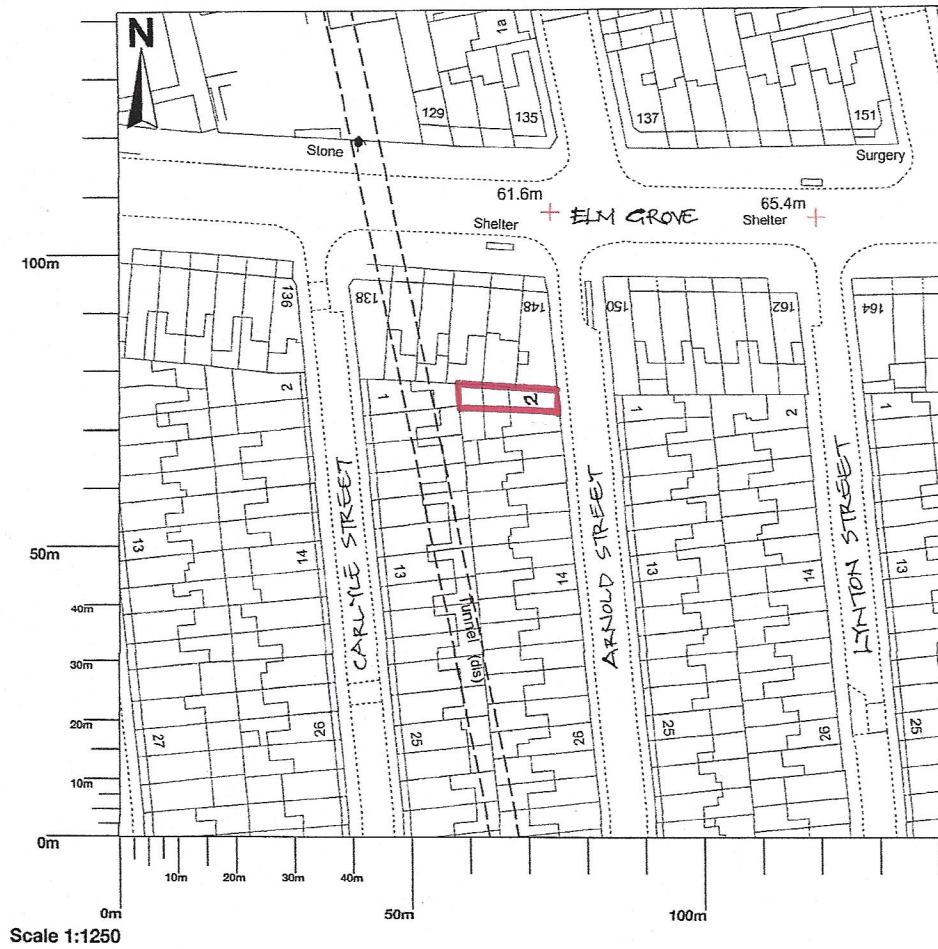 N
1a
129
135
137
151
Stone
Surgery
61.6m
65.4m
ELM GROVE
Shelter
Shelter
100m
136
138
148
150
162
164
2
1
2
1
2
1
CARLYLE STREET
ARNOLD STREET
LYNTON STREET
50m
13
14
13
14
13
14
13
40m
Tunnel (dis)
30m
20m
27
26
25
26
25
26
25
10m
0m
10m
20m
30m
40m
0m
50m
100m
Scale 1:1250